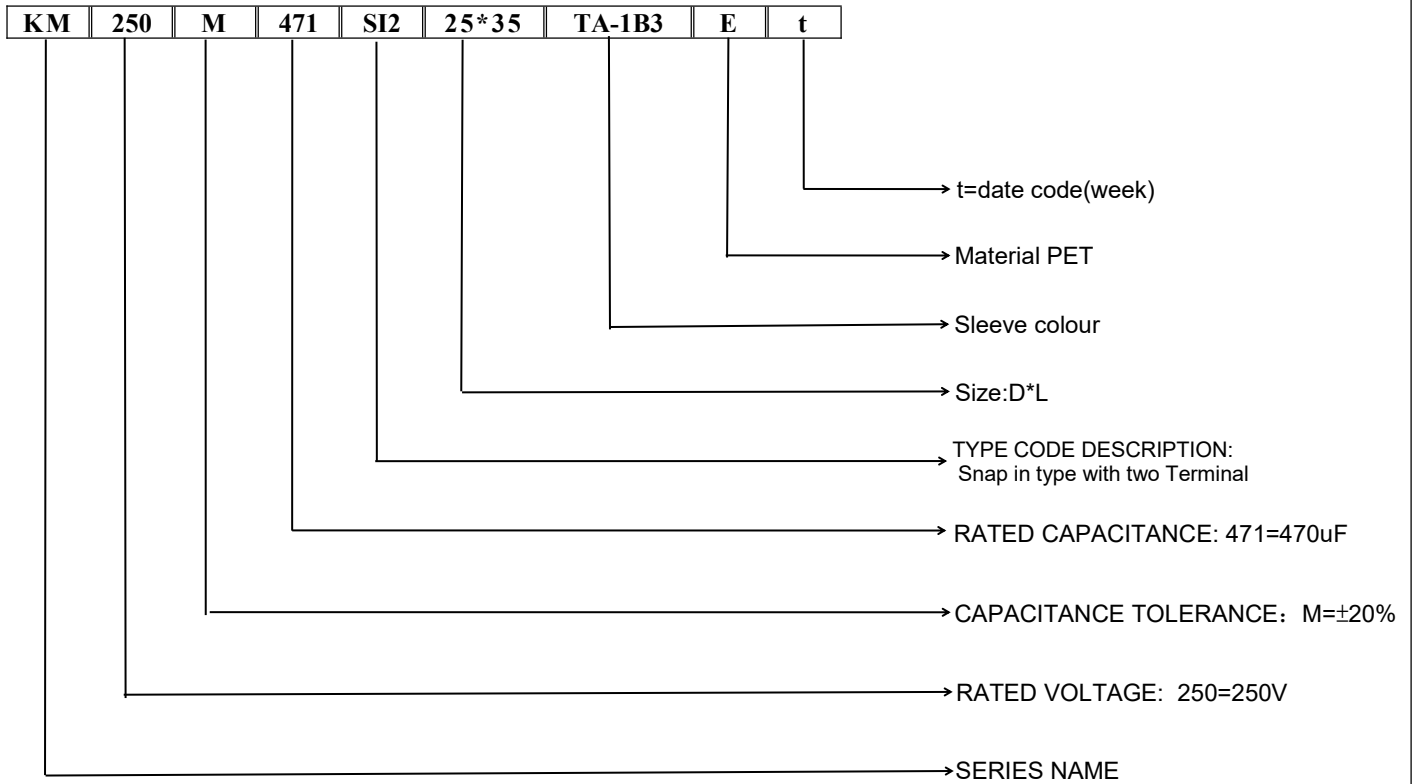 KM 250 M 471 SI2 25*35 TA-1B3 E t
t=date code(week)
Material PET
Sleeve colour
Size:D*L
TYPE CODE DESCRIPTION:
Snap in type with two Terminal
RATED CAPACITANCE: 471=470uF
CAPACITANCE TOLERANCE：M=±20%
RATED VOLTAGE: 250=250V
SERIES NAME